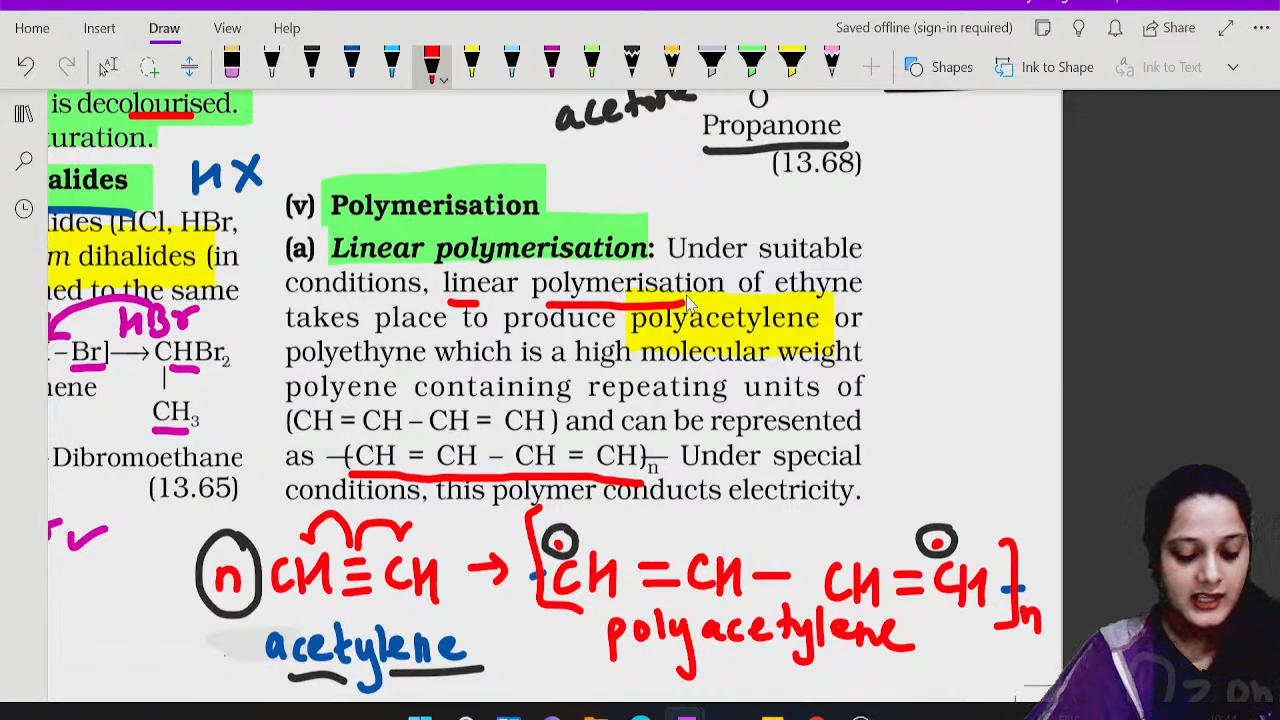 Home Insert Draw View Help Saved offline (sign-in required) Share
Shapes Ink to Shape Ink to Text
is decolourised.
turation.
alides HX
ides (HCl, HBr,
m dihalides (in
ned to the same
HBr
–Br]⟶CHBr2
|
CH3
Dibromoethane
(13.65)
acetone O
Propanone
(13.68)
(v) Polymerisation
(a) Linear polymerisation: Under suitable
conditions, linear polymerisation of ethyne
takes place to produce polyacetylene or
polyethyne which is a high molecular weight
polyene containing repeating units of
(CH = CH – CH = CH ) and can be represented
as —(CH = CH – CH = CH)n— Under special
conditions, this polymer conducts electricity.
n CH≡CH → [ĊH = CH — CH = ĊH]n
acetylene polyacetylene